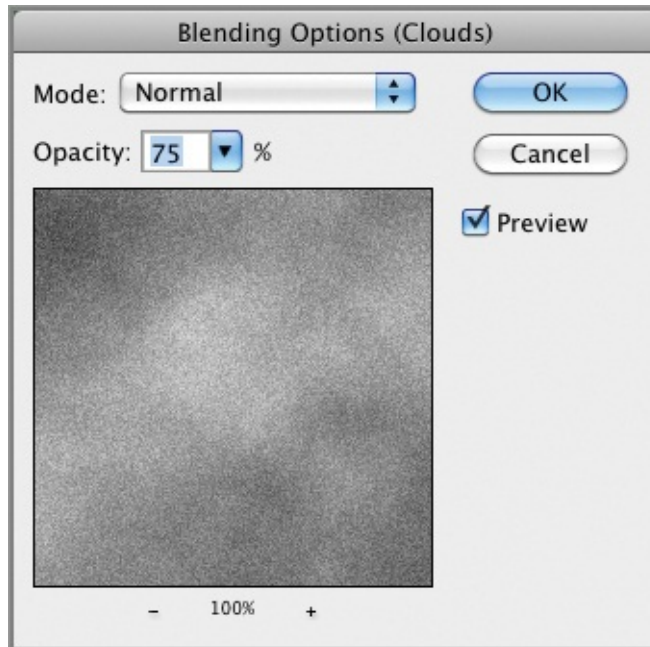 Blending Options (Clouds)
Mode: Normal OK
Opacity: 75 % Cancel
Preview
- 100% +